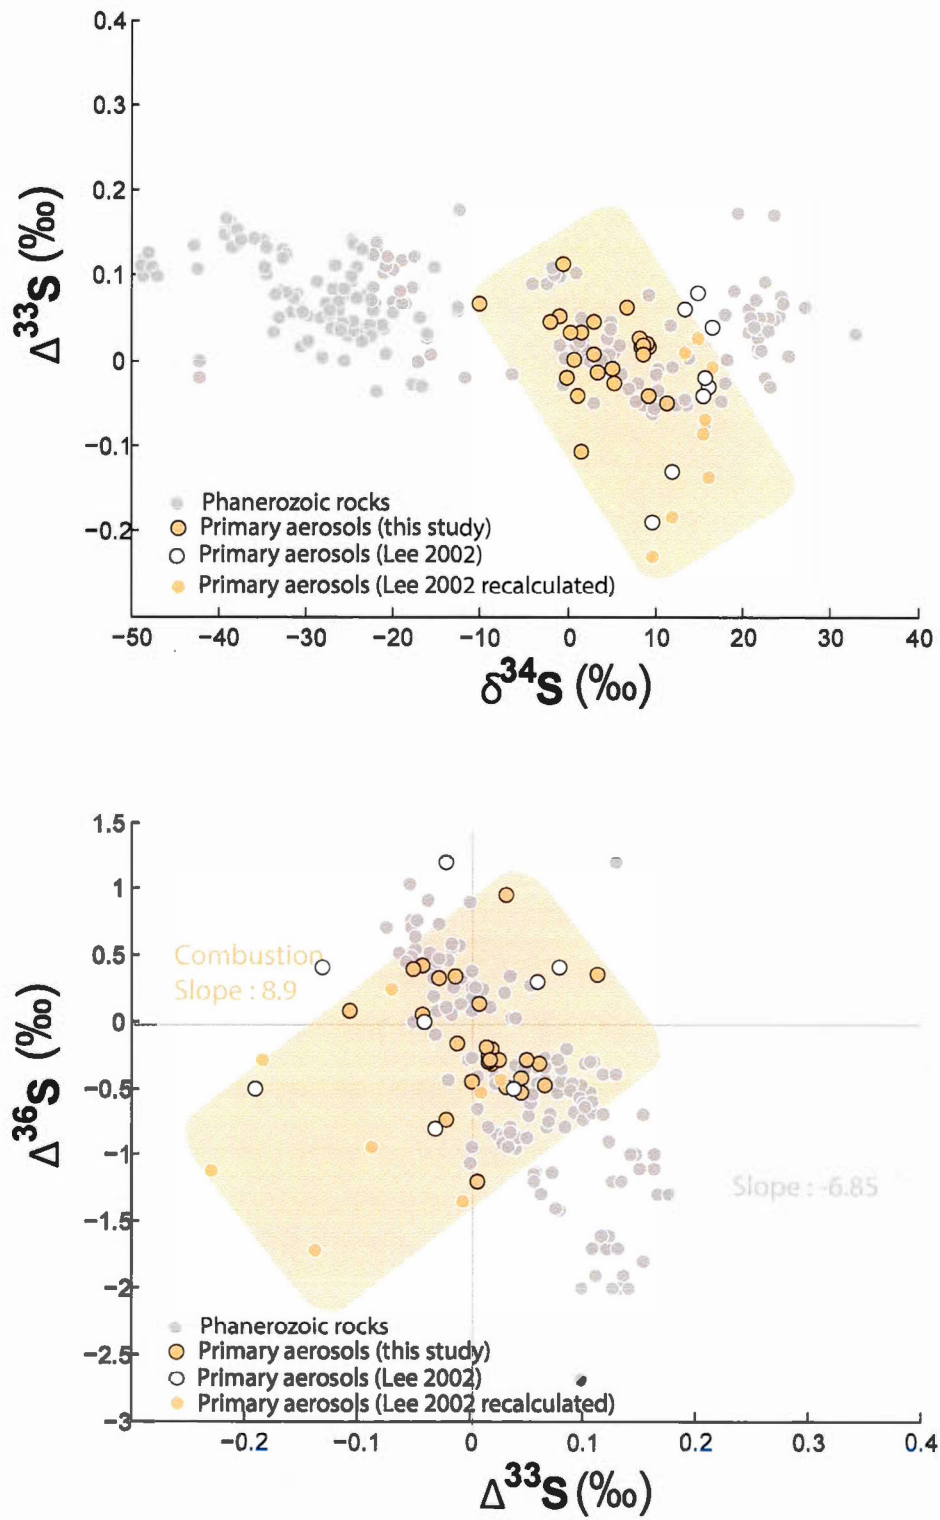 0.4
0.3
0.2
0.1
0
−0.1
−0.2
Δ³³S (‰)
Phanerozoic rocks
Primary aerosols (this study)
Primary aerosols (Lee 2002)
Primary aerosols (Lee 2002 recalculated)
−50 −40 −30 −20 −10 0 10 20 30 40
δ³⁴S (‰)
1.5
1
0.5
0
−0.5
−1
−1.5
−2
−2.5
−3
Δ³⁶S (‰)
Combustion
Slope : 8.9
Slope : -6.85
Phanerozoic rocks
Primary aerosols (this study)
Primary aerosols (Lee 2002)
Primary aerosols (Lee 2002 recalculated)
−0.2 −0.1 0 0.1 0.2 0.3 0.4
Δ³³S (‰)